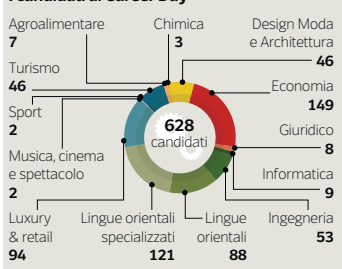 Agroalimentare
7
Chimica
3
Design Moda
e Architettura
46
Turismo
46
Economia
149
Sport
2
628
candidati
Giuridico
8
Musica, cinema
e spettacolo
2
Informatica
9
Luxury
& retail
94
Lingue orientali
specializzati
121
Lingue
orientali
88
Ingegneria
53